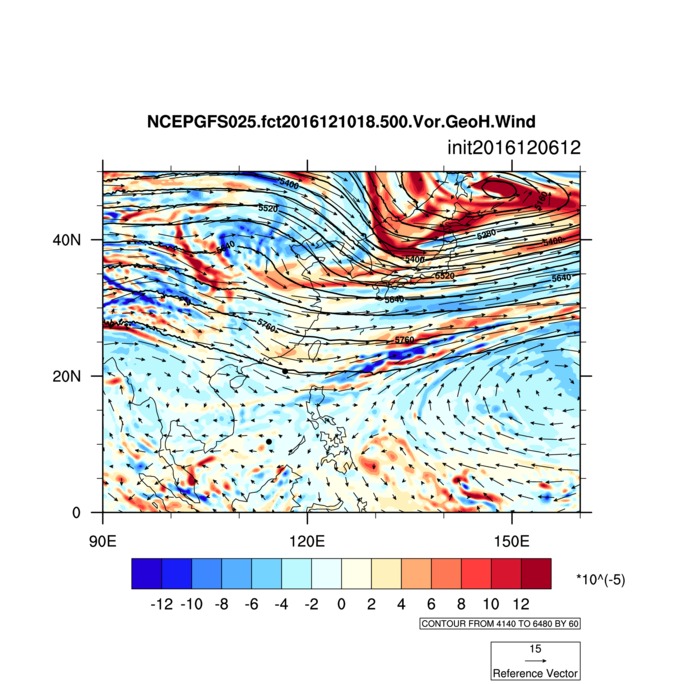 NCEPGFS025.fct2016121018.500.Vor.GeoH.Wind
init2016120612
5400
5520
5640
5280
5400
5400
5520
5640
5640
5760
5760
40N
20N
0
90E 120E 150E
-12 -10 -8 -6 -4 -2 0 2 4 6 8 10 12
*10^(-5)
CONTOUR FROM 4140 TO 6480 BY 60
15
Reference Vector